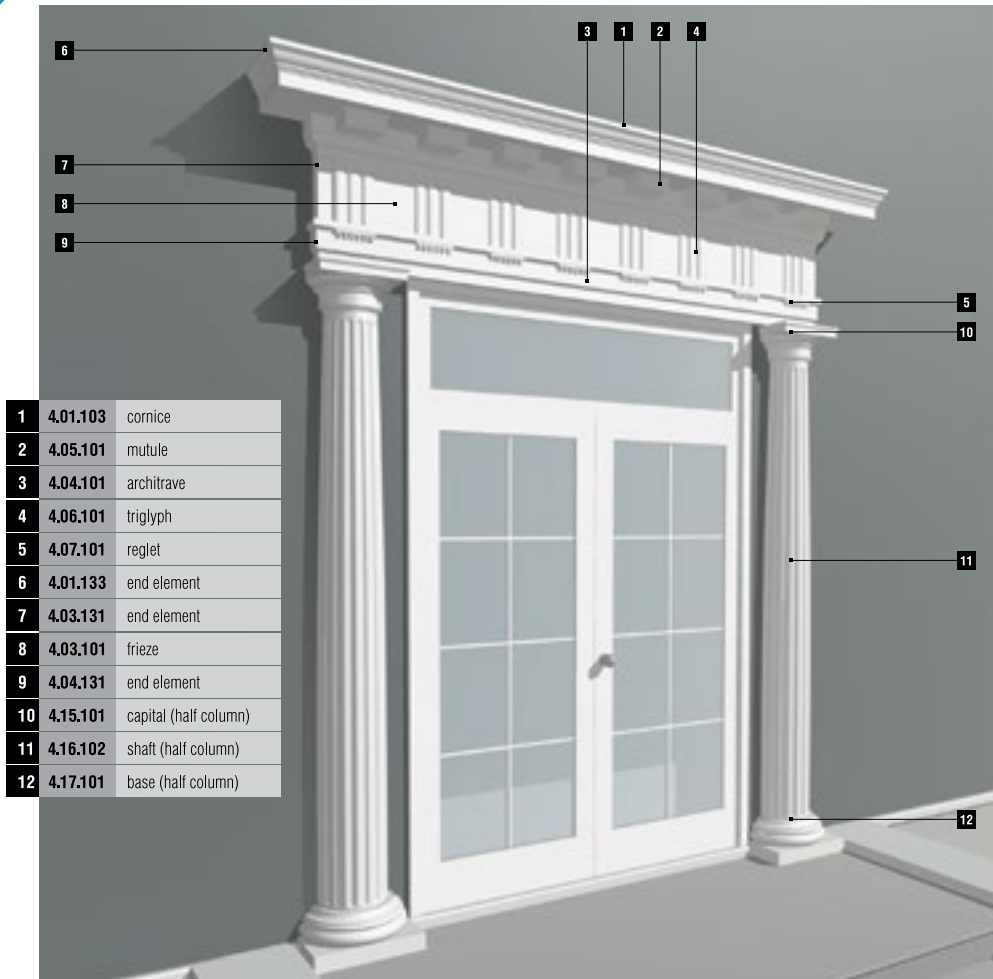 3 1 2 4
6
7
8
9
5
10
11
12
1 4.01.103 cornice
2 4.05.101 mutule
3 4.04.101 architrave
4 4.06.101 triglyph
5 4.07.101 reglet
6 4.01.133 end element
7 4.03.131 end element
8 4.03.101 frieze
9 4.04.131 end element
10 4.15.101 capital (half column)
11 4.16.102 shaft (half column)
12 4.17.101 base (half column)